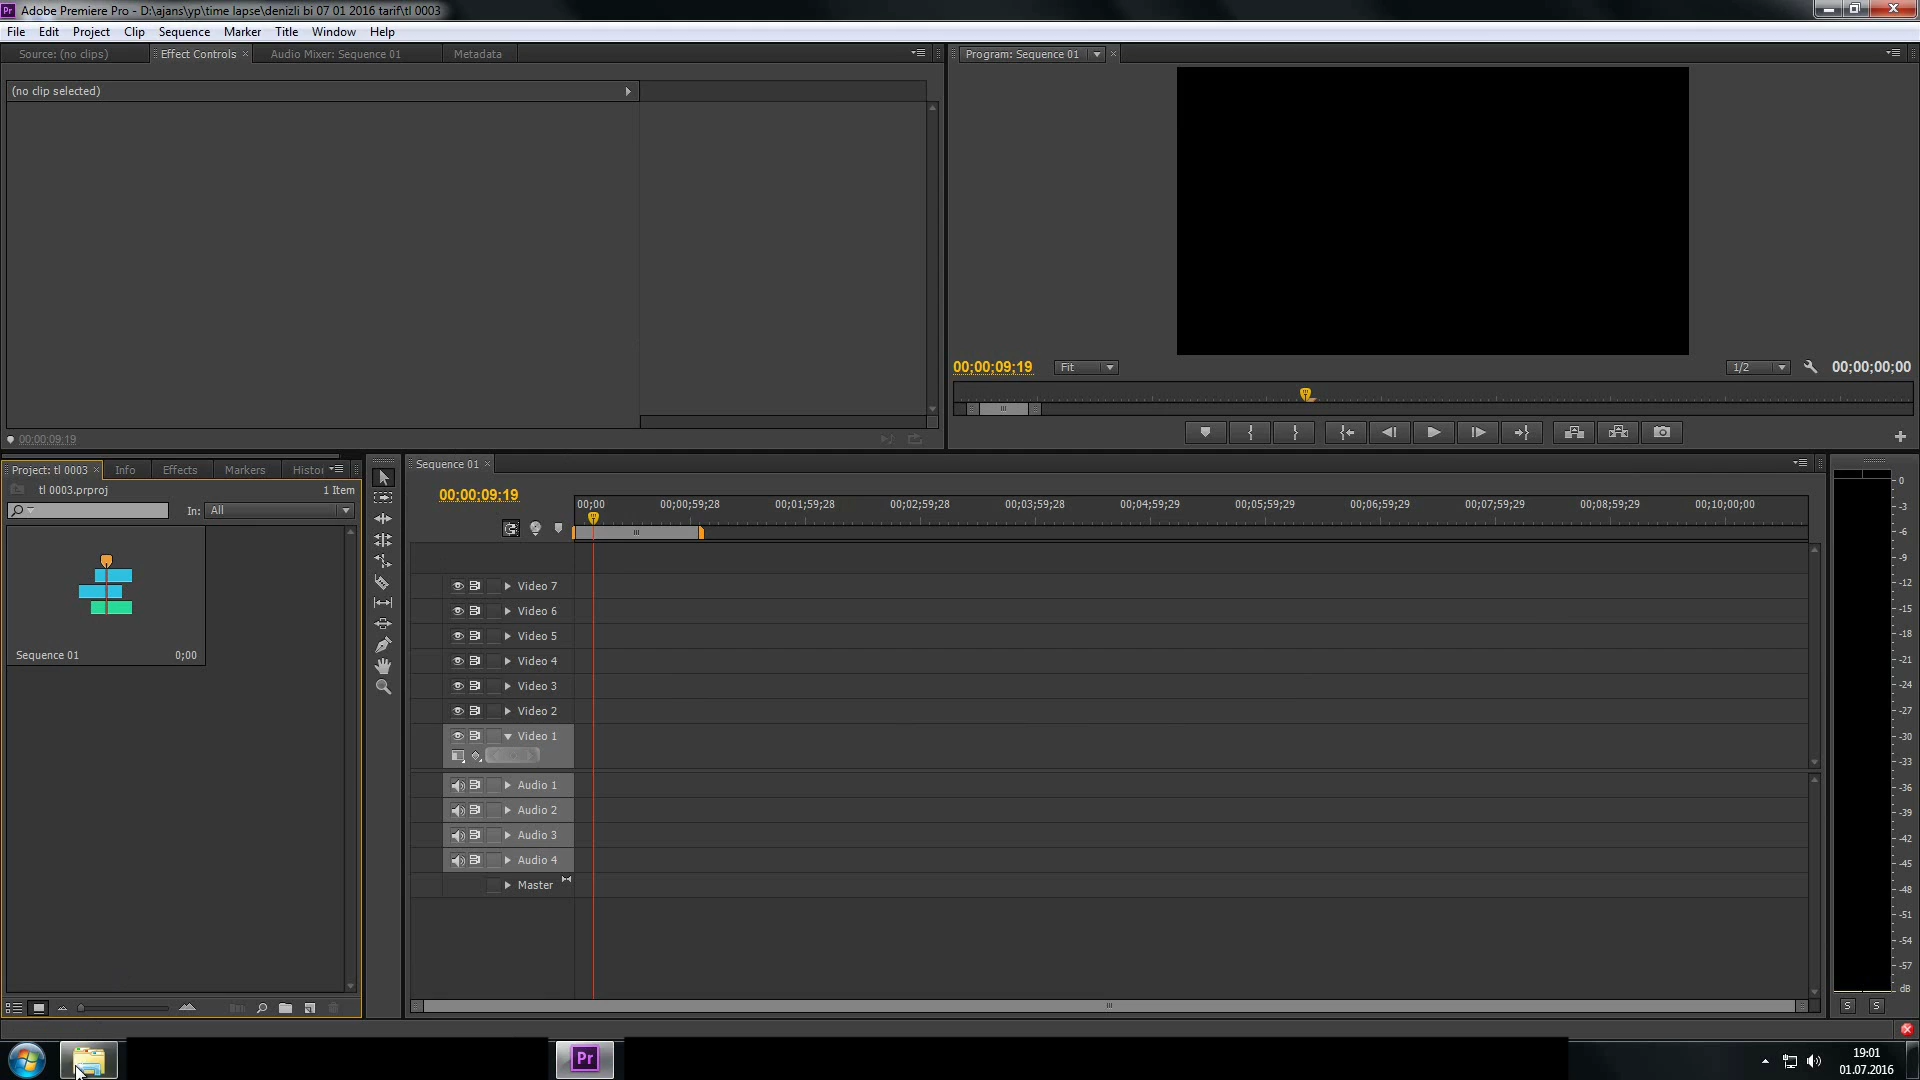 Pr Adobe Premiere Pro - D:\ajans\yp\time lapse\denizli bi 07 01 2016 tarif\tl 0003
File Edit Project Clip Sequence Marker Title Window Help
Source: (no clips) Effect Controls Audio Mixer: Sequence 01 Metadata
Program: Sequence 01
(no clip selected)
00;00;09;19 Fit 1/2 00;00;00;00
00;00;09;19
Project: tl 0003 Info Effects Markers Histor
tl 0003.prproj 1 Item
In: All
Sequence 01 0;00
Sequence 01
00;00;09;19
00;00 00;00;59;28 00;01;59;28 00;02;59;28 00;03;59;28 00;04;59;29 00;05;59;29 00;06;59;29 00;07;59;29 00;08;59;29 00;10;00;00
Video 7
Video 6
Video 5
Video 4
Video 3
Video 2
Video 1
Audio 1
Audio 2
Audio 3
Audio 4
Master
0
-3
-6
-9
-12
-15
-18
-21
-24
-27
-30
-33
-36
-39
-42
-45
-48
-51
-54
-57
dB
S S
Pr
19:01
01.07.2016